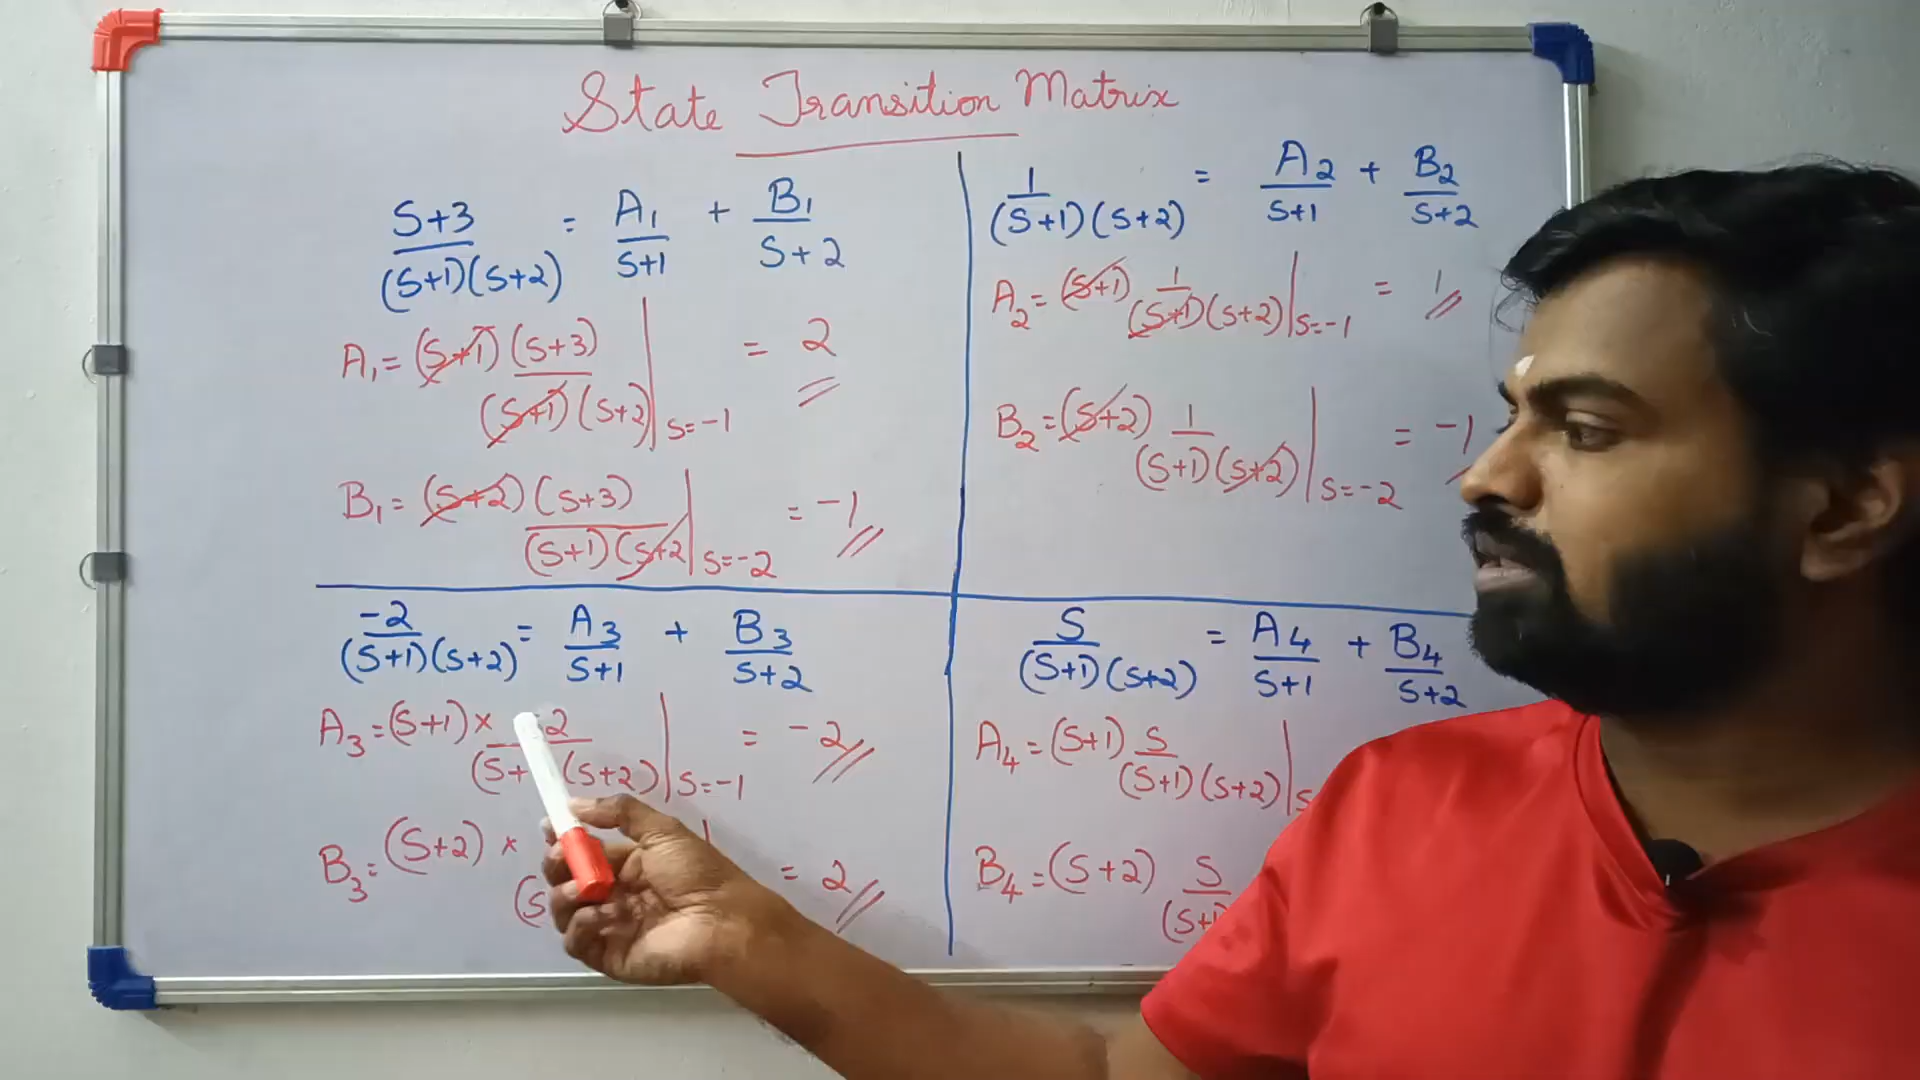 State Transition Matrix
S+3/(S+1)(S+2) = A1/S+1 + B1/S+2
A1= (S+1)(S+3)/(S+1)(S+2)|S=-1 = 2
B1= (S+2)(S+3)/(S+1)(S+2|S=-2 = -1
1/(S+1)(S+2) = A2/S+1 + B2/S+2
A2= (S+1) 1/(S+1)(S+2)|S=-1 = 1
B2= (S+2) 1/(S+1)(S+2)|S=-2 = -1
-2/(S+1)(S+2) = A3/S+1 + B3/S+2
A3=(S+1)× -2/(S+ (S+2)|S=-1 = -2
B3=(S+2) × (S = 2
S/(S+1)(S+2) = A4/S+1 + B4/S+2
A4=(S+1) S/(S+1)(S+2)|S
B4=(S+2) S/(S+1)